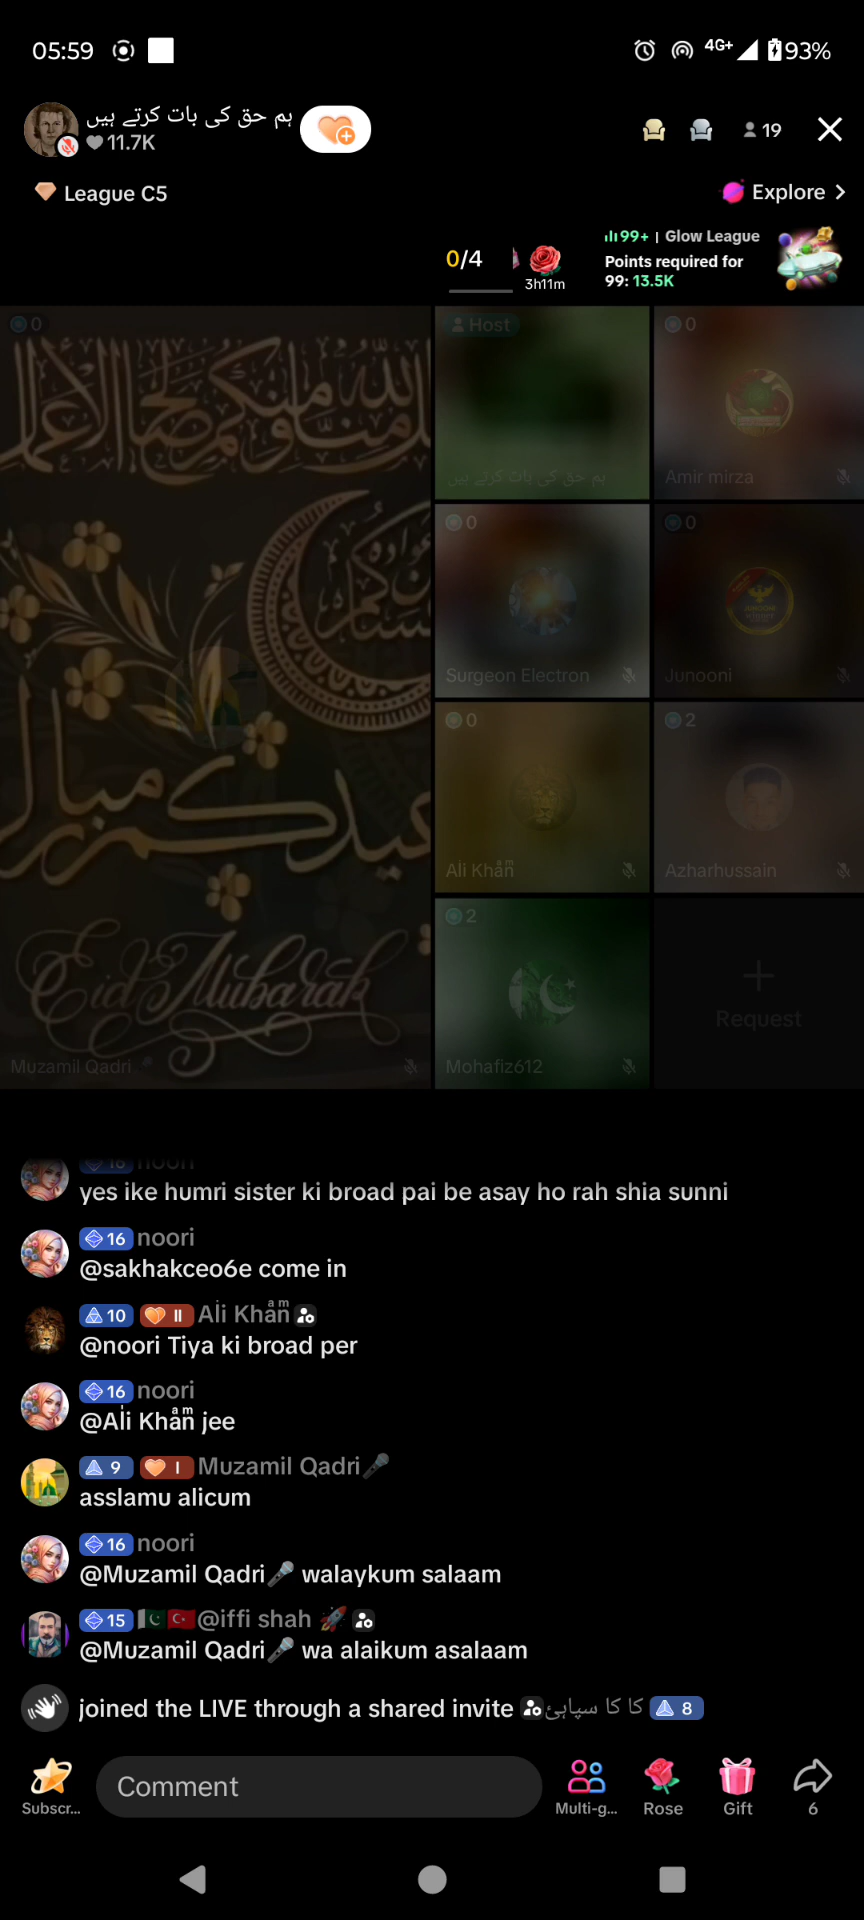 05:59
4G+
93%
ہم حق کی بات کرتے ہیں
11.7K
19
League C5
Explore
0/4
3h11m
99+ | Glow League
Points required for
99: 13.5K
0
Host
0
ہم حق کی بات کرتے ہیں
Amir mirza
0
0
Surgeon Electron
Junooni
0
2
Ali Khan
Azharhussain
عيدكم مبارك
Eid Mubarak
2
Request
Muzamil Qadri
Mohafiz612
16 noori
yes ike humri sister ki broad pai be asay ho rah shia sunni
16 noori
@sakhakceo6e come in
10 II Ali Khån̊ᵐ
@noori Tiya ki broad per
16 noori
@Ali Khån̊ᵐ jee
9 I Muzamil Qadri🎤
asslamu alicum
16 noori
@Muzamil Qadri🎤 walaykum salaam
15 🇵🇰🇹🇷@iffi shah 🚀
@Muzamil Qadri🎤 wa alaikum asalaam
joined the LIVE through a shared invite کا کا سپاہئ 8
Subscr...
Comment
Multi-g...
Rose
Gift
6